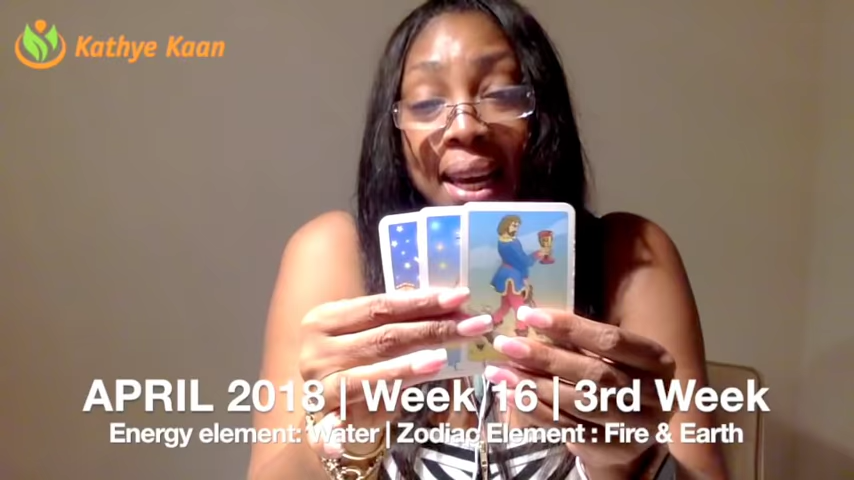 Kathye Kaan
APRIL 2018 | Week 16 | 3rd Week
Energy element: Water | Zodiac Element : Fire & Earth